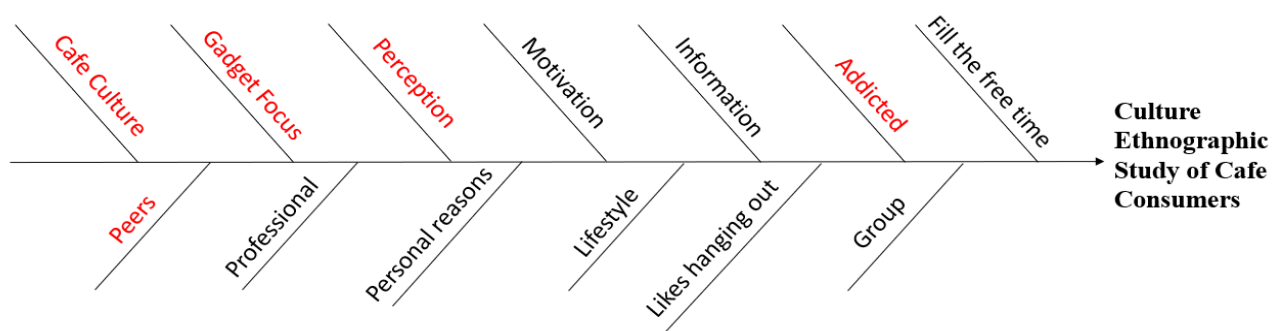 Cafe Culture
Gadget Focus
Perception
Motivation
Information
Addicted
Fill the free time
Peers
Professional
Personal reasons
Lifestyle
Likes hanging out
Group
Culture
Ethnographic
Study of Cafe
Consumers